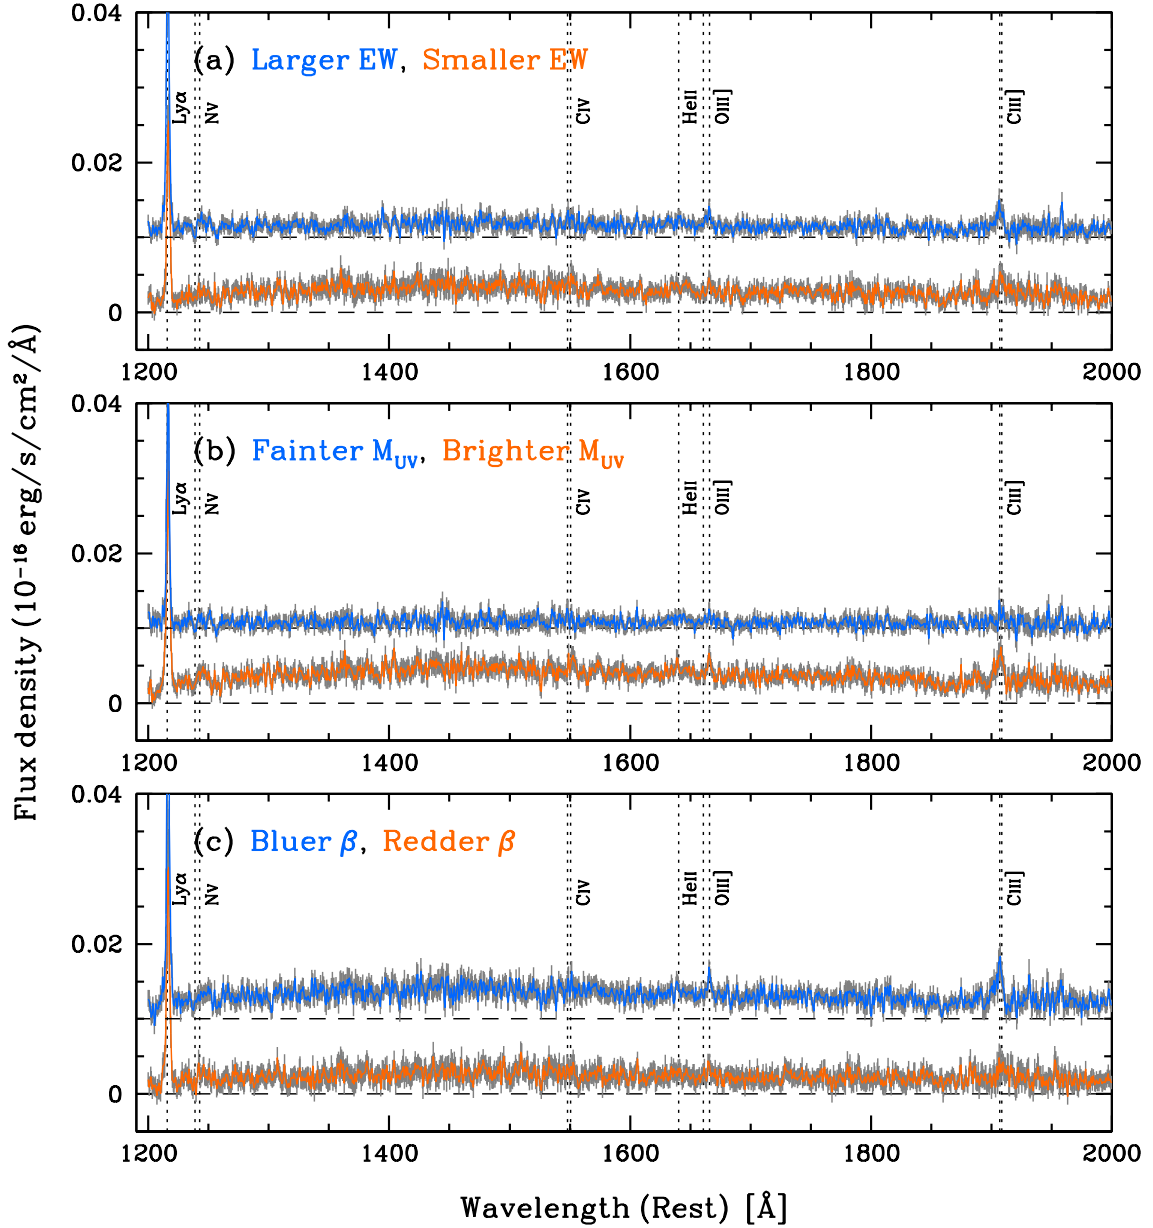 0.04
(a) Larger EW, Smaller EW
Lyα
Nv
CIV
HeII
OIII]
CIII]
0.02
0
1200 1400 1600 1800 2000
0.04
(b) Fainter M_UV, Brighter M_UV
Lyα
Nv
CIV
HeII
OIII]
CIII]
0.02
0
1200 1400 1600 1800 2000
0.04
(c) Bluer β, Redder β
Lyα
Nv
CIV
HeII
OIII]
CIII]
0.02
0
1200 1400 1600 1800 2000
Flux density (10⁻¹⁶ erg/s/cm²/Å)
Wavelength (Rest) [Å]